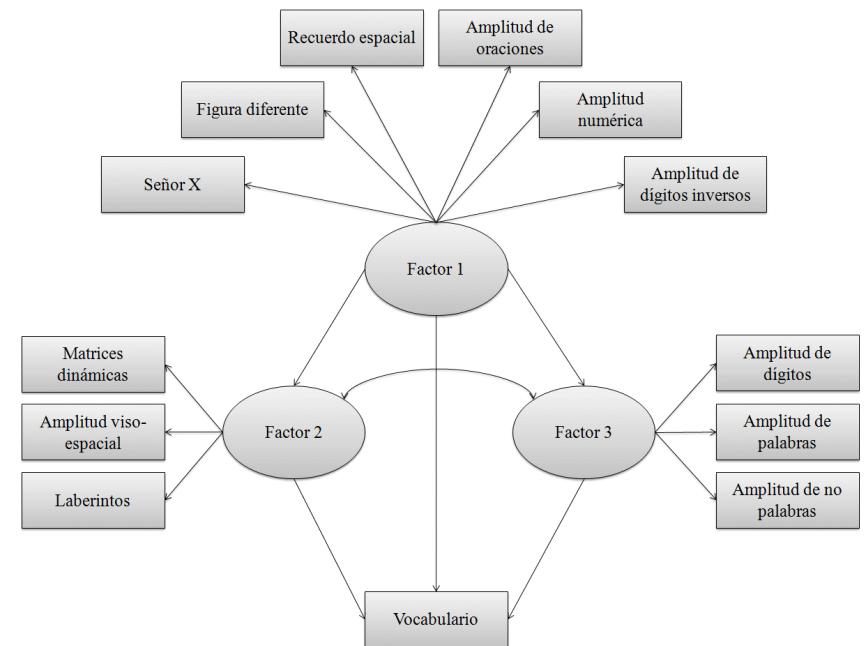 Recuerdo espacial
Amplitud de
oraciones
Figura diferente
Amplitud
numérica
Señor X
Amplitud de
dígitos inversos
Factor 1
Matrices
dinámicas
Amplitud viso-
espacial
Laberintos
Factor 2
Factor 3
Amplitud de
dígitos
Amplitud de
palabras
Amplitud de no
palabras
Vocabulario